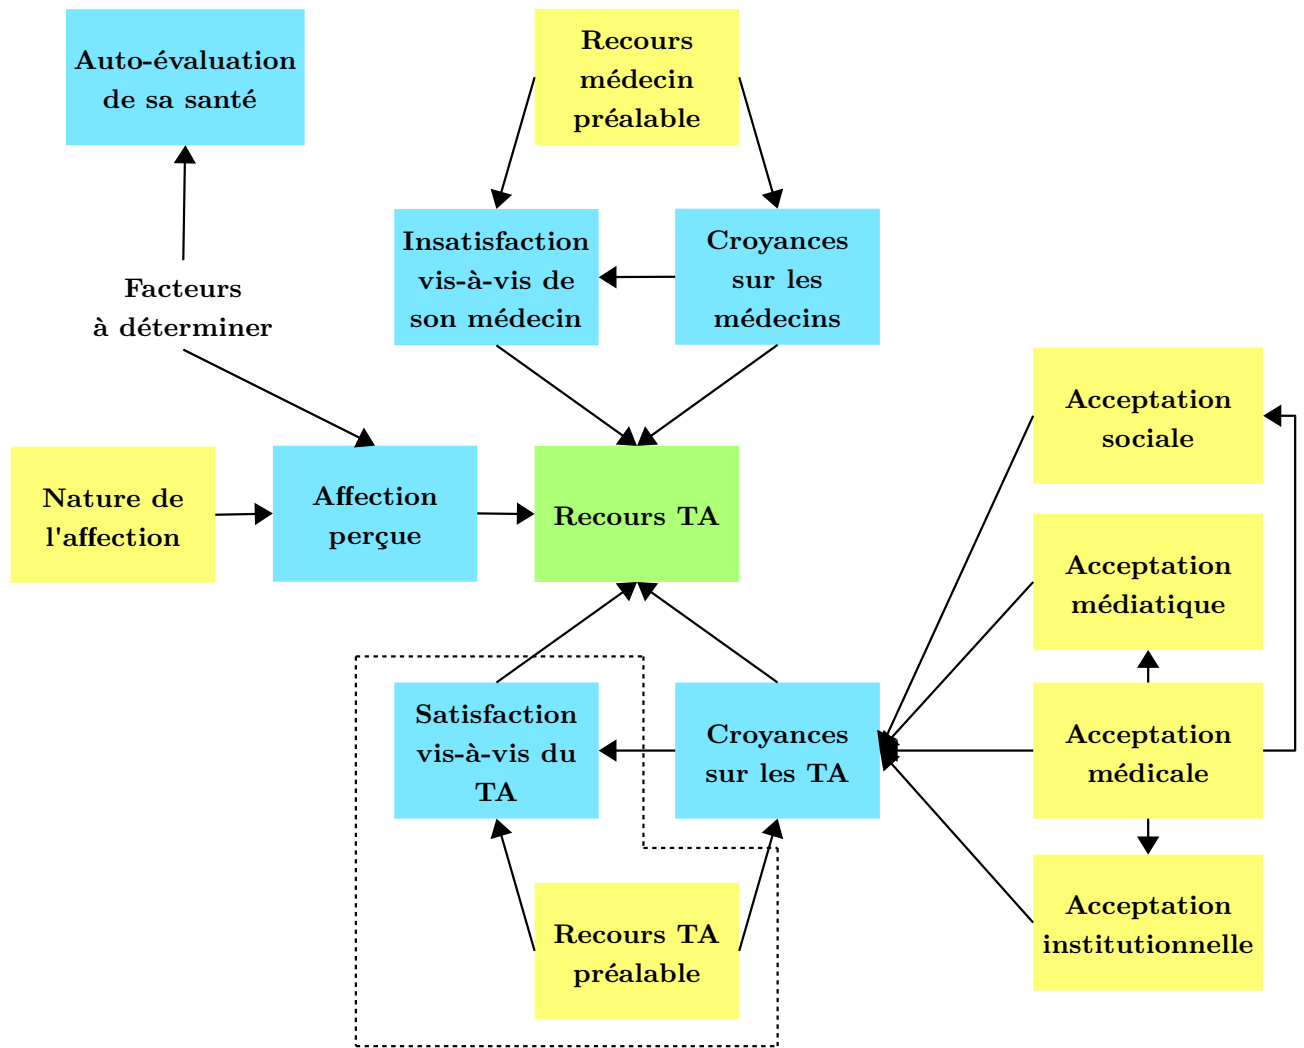 Auto-évaluation
de sa santé
Recours
médecin
préalable
Insatisfaction
vis-à-vis de
son médecin
Croyances
sur les
médecins
Facteurs
à déterminer
Nature de
l'affection
Affection
perçue
Recours TA
Acceptation
sociale
Acceptation
médiatique
Satisfaction
vis-à-vis du
TA
Croyances
sur les TA
Acceptation
médicale
Recours TA
préalable
Acceptation
institutionnelle